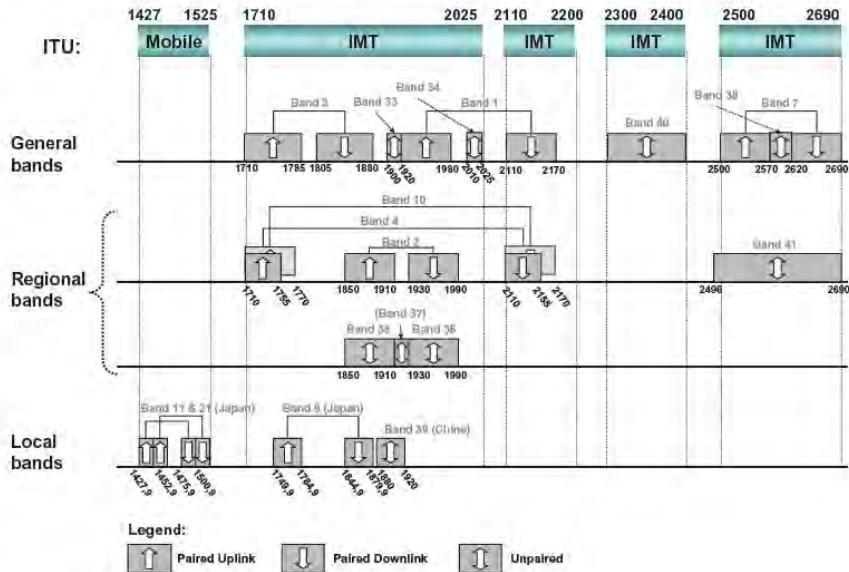 1427 1525 1710 2025 2110 2200 2300 2400 2500 2690
ITU: Mobile IMT IMT IMT IMT
Band 34
Band 3 Band 33 Band 1 Band 38 Band 7
Band 40
General bands
1710 1785 1805 1880 1900 1920 1980 2010 2025 2110 2170 2500 2570 2620 2690
Band 10
Band 4
Band 2 Band 41
Regional bands
1710 1755 1770 1850 1910 1930 1990 2110 2155 2170 2496 2690
(Band 37)
Band 35 Band 36
1850 1910 1930 1990
Band 11 & 21 (Japan) Band 9 (Japan)
Band 39 (China)
Local bands
1427,9 1452,9 1475,9 1500,9 1749,9 1784,9 1844,9 1879,9 1880 1920
Legend:
Paired Uplink Paired Downlink Unpaired